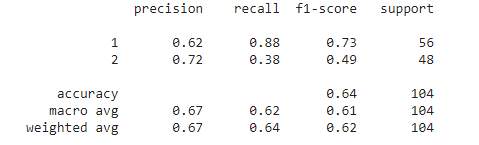 precision recall f1-score support
1 0.62 0.88 0.73 56
2 0.72 0.38 0.49 48
accuracy 0.64 104
macro avg 0.67 0.62 0.61 104
weighted avg 0.67 0.64 0.62 104